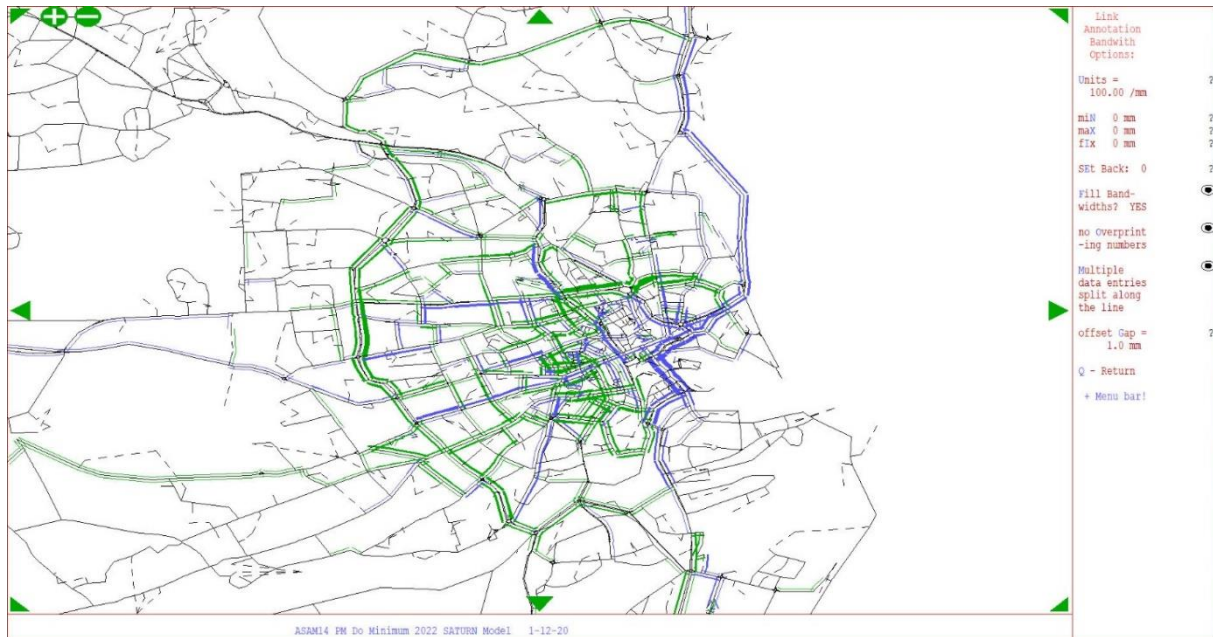 Link
Annotation
Bandwith
Options:
Units = ?
100.00 /mm
miN 0 mm ?
maX 0 mm ?
fIx 0 mm ?
SEt Back: 0 ?
Fill Band-
widths? YES
no Overprint
-ing numbers
Multiple
data entries
split along
the line
offset Gap = ?
1.0 mm
Q - Return
+ Menu bar!
ASAM14 PM Do Minimum 2022 SATURN Model 1-12-20